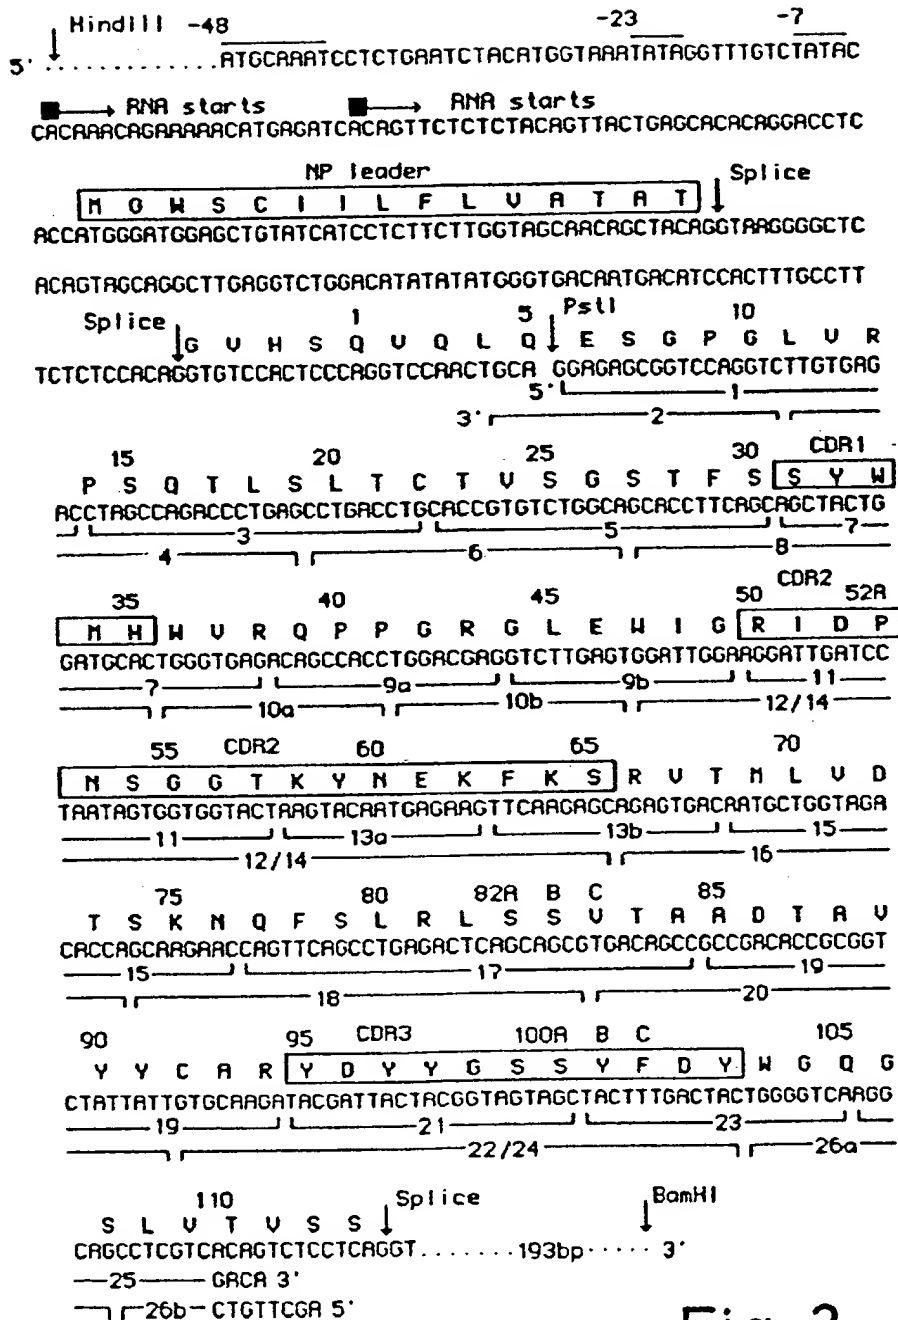 HindIII -48 -23 -7
5' ............ATGCAAATCCTCTGAATCTACATGGTAAATATAGGTTTGTCTATAC
RNA starts RNA starts
CACAAACAGAAAAACATGAGATCACAGTTCTCTCTACAGTTACTGAGCACACAGGACCTC
NP leader Splice
M G W S C I I L F L V A T A T
ACCATGGGATGGAGCTGTATCATCCTCTTCTTGGTAGCAACAGCTACAGGTAAGGGGCTC
ACAGTAGCAGGCTTGAGGTCTGGACATATATATGGGTGACAATGACATCCACTTTGCCTT
Splice 1 5 PstI 10
G V H S Q V Q L Q E S G P G L V R
TCTCTCCACAGGTGTCCACTCCCAGGTCCAACTGCA GGAGAGCGGTCCAGGTCTTGTGAG
5' 1
3' 2
15 20 25 30 CDR1
P S Q T L S L T C T V S G S T F S S Y W
ACCTAGCCAGACCCTGAGCCTGACCTGCACCGTGTCTGGCAGCACCTTCAGCAGCTACTG
3 5 7
4 6 8
35 40 45 50 CDR2 52A
M H W V R Q P P G R G L E W I G R I D P
GATGCACTGGGTGAGACAGCCACCTGGACGAGGTCTTGAGTGGATTGGAAGGATTGATCC
7 9a 9b 11
10a 10b 12/14
55 CDR2 60 65 70
N S G G T K Y N E K F K S R V T M L V D
TAATAGTGGTGGTACTAAGTACAATGAGAAGTTCAAGAGCAGAGTGACAATGCTGGTAGA
11 13a 13b 15
12/14 16
75 80 82A B C 85
T S K N Q F S L R L S S V T A A D T A V
CACCAGCAAGAACCAGTTCAGCCTGAGACTCAGCAGCGTGACAGCCGCCGACACCGCGGT
15 17 19
18 20
90 95 CDR3 100A B C 105
Y Y C A R Y D Y Y G S S Y F D Y W G Q G
CTATTATTGTGCAAGATACGATTACTACGGTAGTAGCTACTTTGACTACTGGGGTCAAGG
19 21 23
22/24 26a
110 Splice BamHI
S L V T V S S
CAGCCTCGTCACAGTCTCCTCAGGT.......193bp..... 3'
25 GACA 3'
26b CTGTTCGA 5'